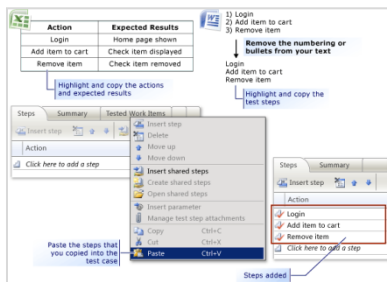 Action Expected Results
Login Home page shown
Add item to cart Check item displayed
Remove item Check item removed
Highlight and copy the actions
and expected results
1) Login
2) Add item to cart
3) Remove item
Remove the numbering or
bullets from your text
Login
Add item to cart
Remove item
Highlight and copy the
test steps
Steps Summary Tested Work Items
Insert step
Action
Click here to add a step
Insert step
Delete
Move up
Move down
Insert shared steps
Create shared steps
Open shared steps
Insert parameter
Manage test step attachments
Copy Ctrl+C
Cut Ctrl+X
Paste Ctrl+V
Paste the steps that
you copied into the
test case
Steps Summary
Insert step
Action
Login
Add item to cart
Remove item
Click here to add a step
Steps added